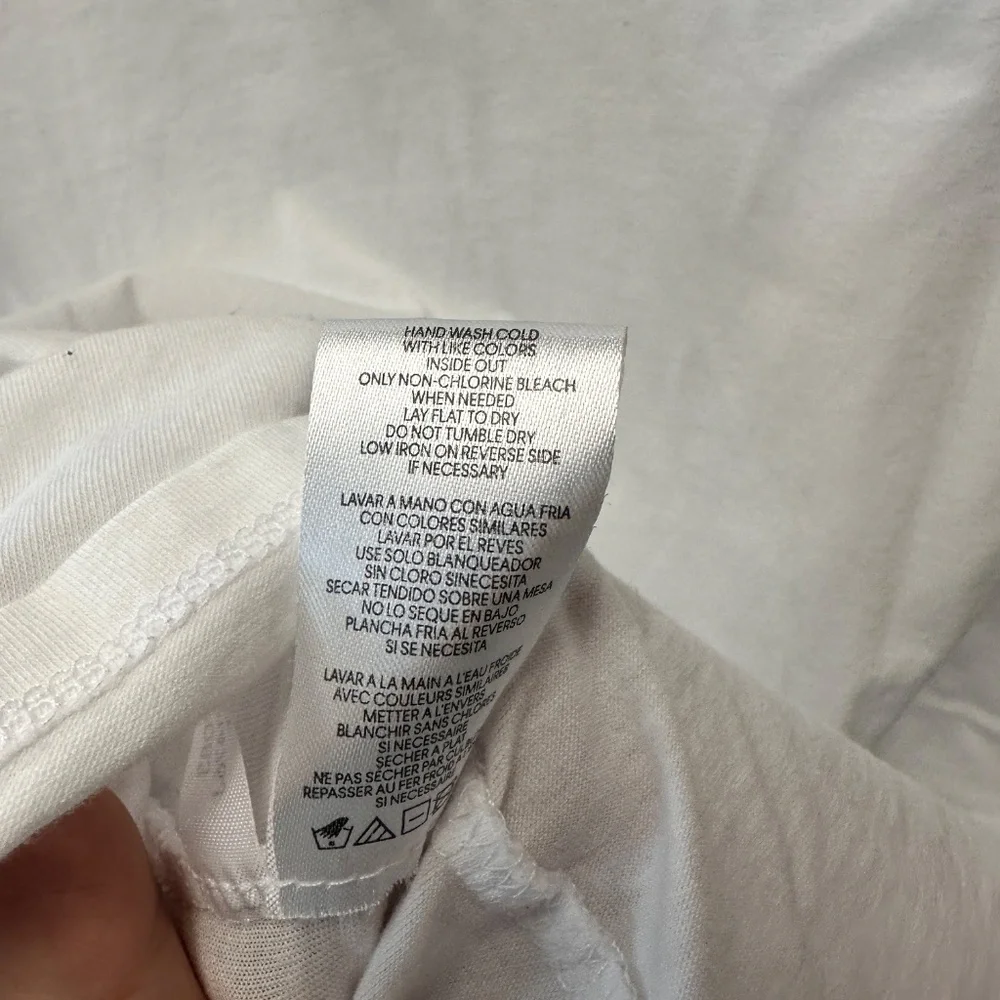 HAND WASH COLD
WITH LIKE COLORS
INSIDE OUT
ONLY NON-CHLORINE BLEACH
WHEN NEEDED
LAY FLAT TO DRY
DO NOT TUMBLE DRY
LOW IRON ON REVERSE SIDE
IF NECESSARY
LAVAR A MANO CON AGUA FRIA
CON COLORES SIMILARES
LAVAR POR EL REVES
USE SOLO BLANQUEADOR
SIN CLORO SINECESITA
SECAR TENDIDO SOBRE UNA MESA
NO LO SEQUE EN BAJO
PLANCHA FRIA AL REVERSO
SI SE NECESITA
LAVAR A LA MAIN A L'EAU FROIDE
AVEC COULEURS SIMILAIRES
METTER A L'ENVERS
BLANCHIR SANS CHLORES
SI NECESSAIRE
SECHER A PLAT
NE PAS SECHER PAR
REPASSER AU FER FROID
SI NECESSAIRE